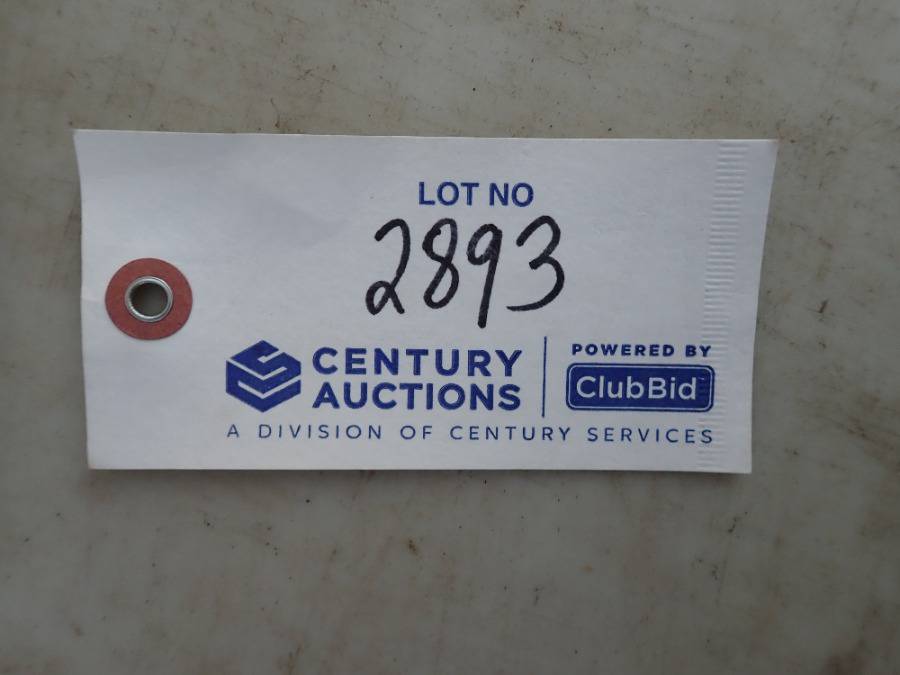 LOT NO
2893
CENTURY AUCTIONS
POWERED BY
ClubBid
A DIVISION OF CENTURY SERVICES